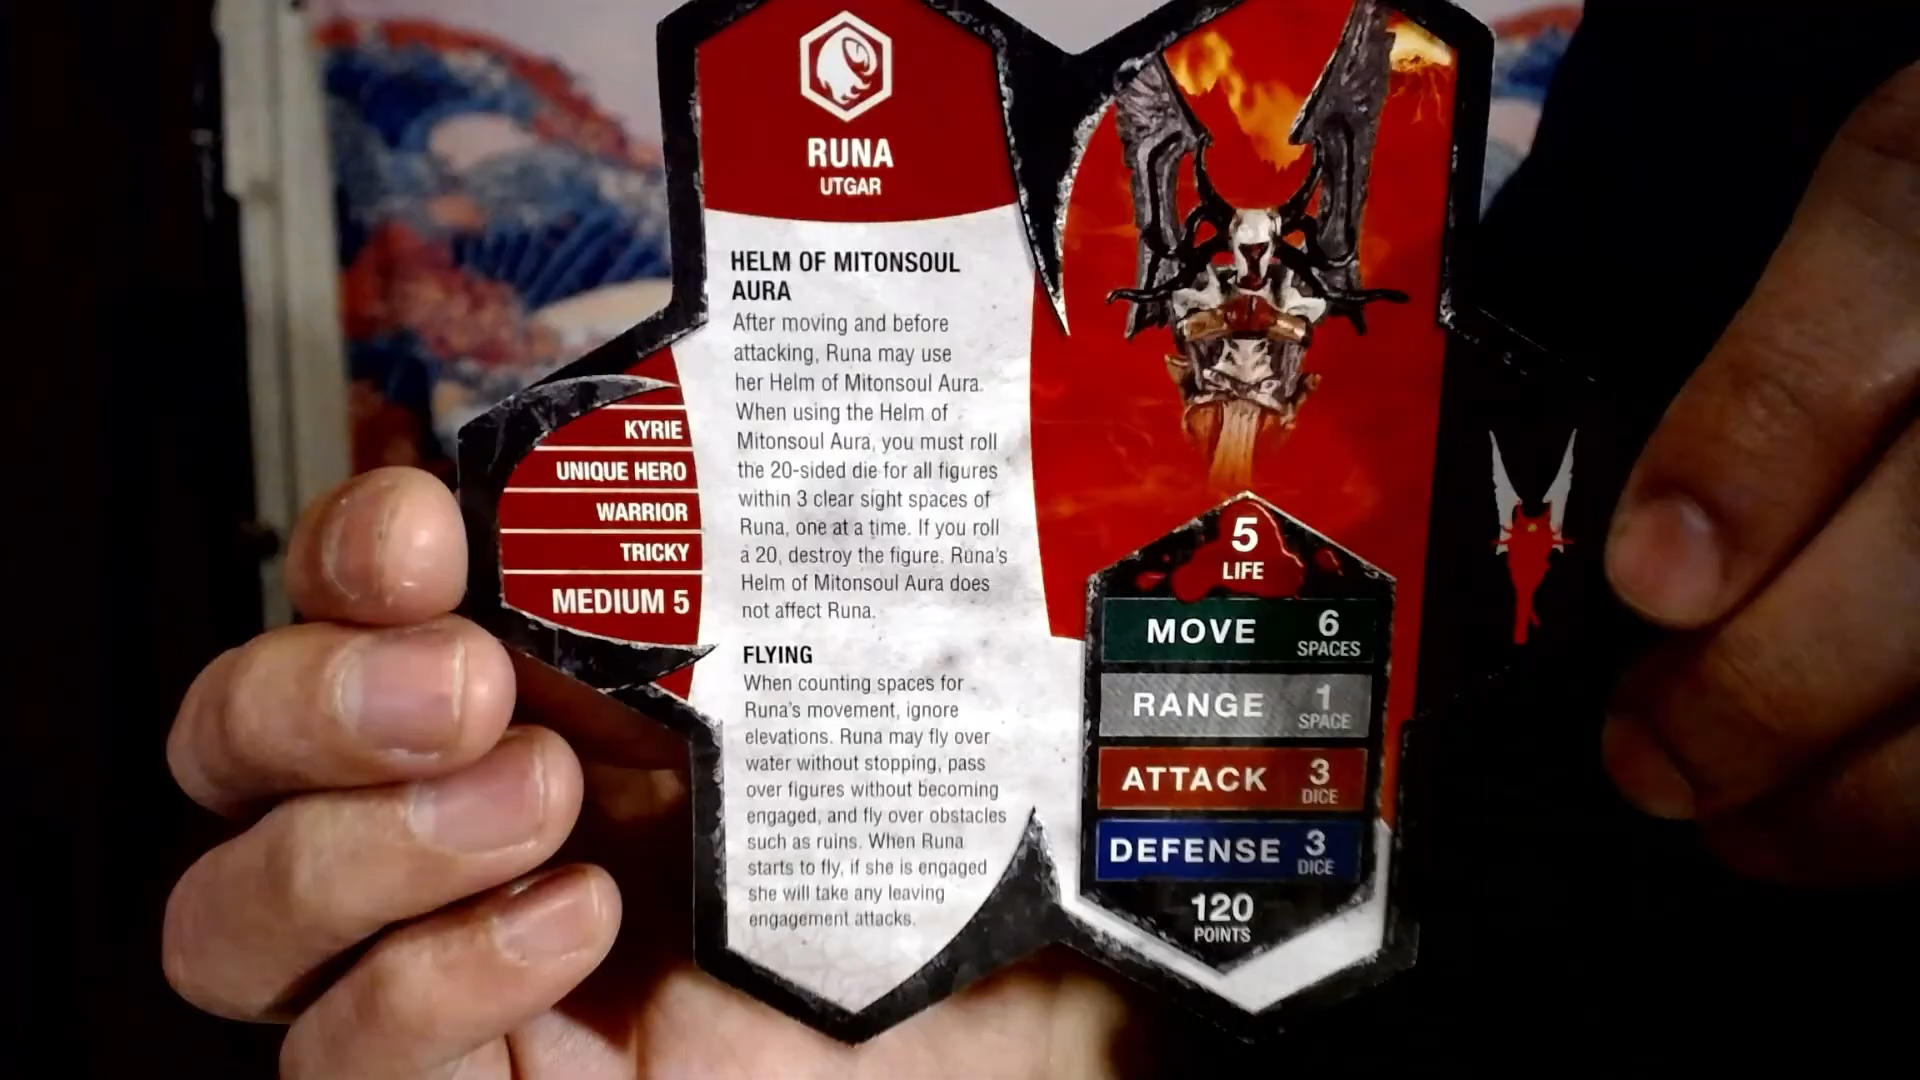 RUNA
UTGAR
HELM OF MITONSOUL
AURA
After moving and before
attacking, Runa may use
her Helm of Mitonsoul Aura.
When using the Helm of
Mitonsoul Aura, you must roll
the 20-sided die for all figures
within 3 clear sight spaces of
Runa, one at a time. If you roll
a 20, destroy the figure. Runa's
Helm of Mitonsoul Aura does
not affect Runa.
FLYING
When counting spaces for
Runa's movement, ignore
elevations. Runa may fly over
water without stopping, pass
over figures without becoming
engaged, and fly over obstacles
such as ruins. When Runa
starts to fly, if she is engaged
she will take any leaving
engagement attacks.
KYRIE
UNIQUE HERO
WARRIOR
TRICKY
MEDIUM 5
5
LIFE
MOVE 6
SPACES
RANGE 1
SPACE
ATTACK 3
DICE
DEFENSE 3
DICE
120
POINTS